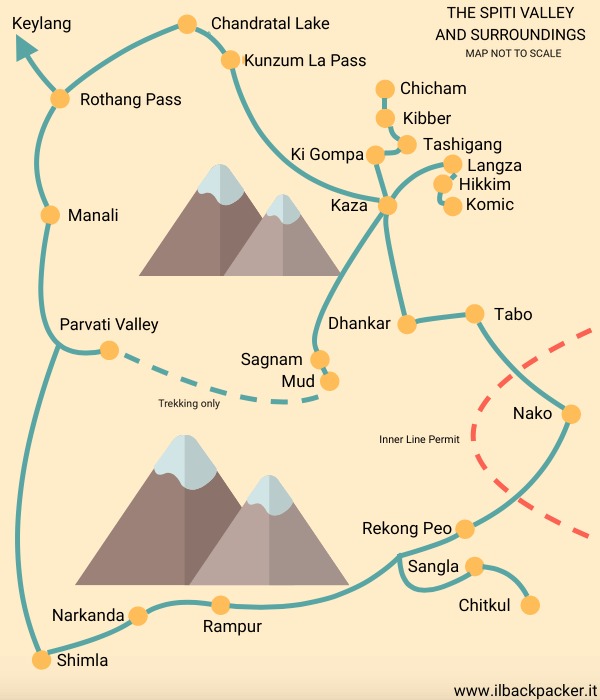 THE SPITI VALLEY
AND SURROUNDINGS
MAP NOT TO SCALE
Keylang
Chandratal Lake
Kunzum La Pass
Rothang Pass
Chicham
Kibber
Tashigang
Ki Gompa
Langza
Hikkim
Komic
Kaza
Manali
Parvati Valley
Dhankar
Tabo
Sagnam
Mud
Trekking only
Nako
Inner Line Permit
Rekong Peo
Sangla
Chitkul
Narkanda
Rampur
Shimla
www.ilbackpacker.it